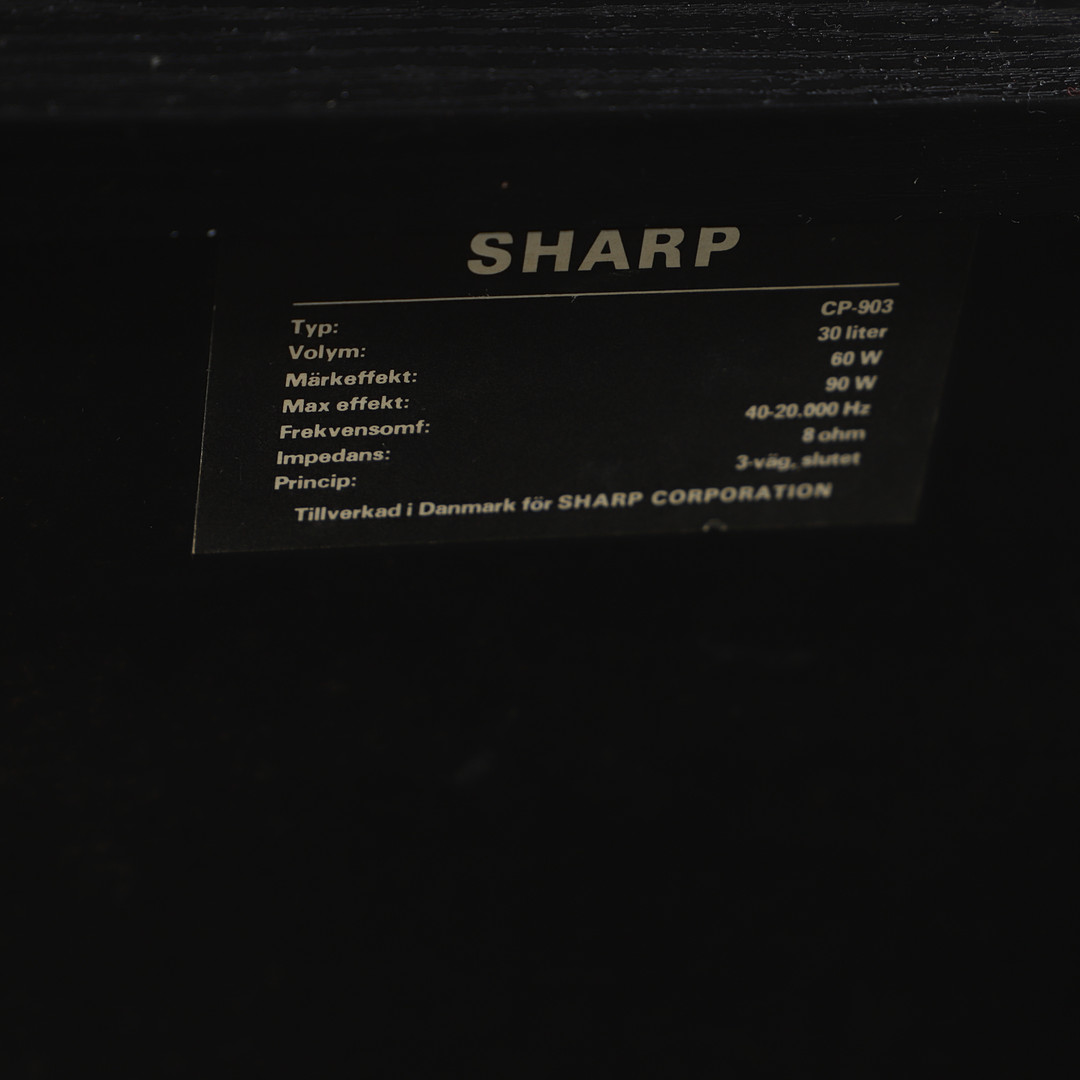 SHARP
Typ: CP-903
Volym: 30 liter
Märkeffekt: 60 W
Max effekt: 90 W
Frekvensomf: 40-20.000 Hz
Impedans: 8 ohm
Princip: 3-väg, slutet
Tillverkad i Danmark för SHARP CORPORATION